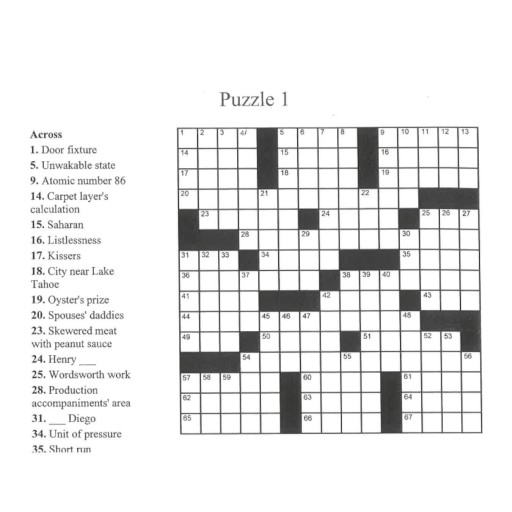 Puzzle 1
Across
1. Door fixture
5. Unwakable state
9. Atomic number 86
14. Carpet layer's
calculation
15. Saharan
16. Listlessness
17. Kissers
18. City near Lake
Tahoe
19. Oyster's prize
20. Spouses' daddies
23. Skewered meat
with peanut sauce
24. Henry ___
25. Wordsworth work
28. Production
accompaniments' area
31. ___ Diego
34. Unit of pressure
35. Short run
1 2 3 4 5 6 7 8 9 10 11 12 13
14 15 16
17 18 19
20 21 22
23 24 25 26 27
28 29 30
31 32 33 34 35
36 37 38 39 40
41 42 43
44 45 46 47 48
49 50 51 52 53
54 55 56
57 58 59 60 61
62 63 64
65 66 67